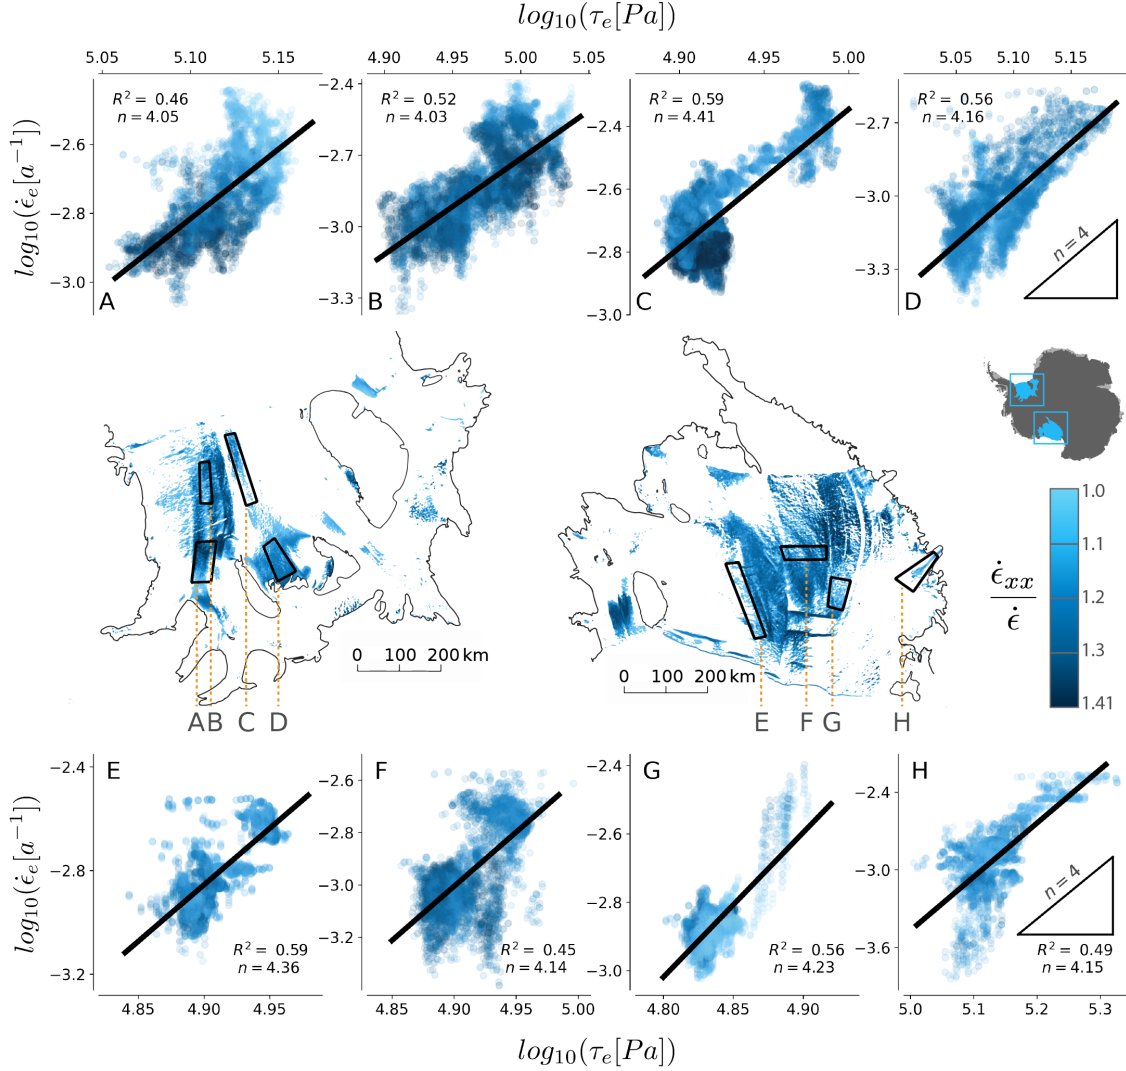 log₁₀(τₑ[Pa])
5.05 5.10 5.15
4.90 4.95 5.00 5.05
4.90 4.95 5.00
5.05 5.10 5.15
log₁₀(ε̇ₑ[a⁻¹])
−2.6
−2.8
−3.0
R² = 0.46
n = 4.05
A
−2.4
−2.7
−3.0
−3.3
R² = 0.52
n = 4.03
B
−2.4
−2.6
−2.8
−3.0
R² = 0.59
n = 4.41
C
−2.7
−3.0
−3.3
R² = 0.56
n = 4.16
n = 4
D
0 100 200 km
A B C D
0 100 200 km
E F G H
ε̇ₓₓ
ε̇
1.0
1.1
1.2
1.3
1.41
log₁₀(ε̇ₑ[a⁻¹])
−2.4
−2.8
−3.2
E
R² = 0.59
n = 4.36
−2.6
−2.8
−3.0
−3.2
F
R² = 0.45
n = 4.14
−2.4
−2.6
−2.8
−3.0
G
R² = 0.56
n = 4.23
−2.4
−3.0
−3.6
H
n = 4
R² = 0.49
n = 4.15
4.85 4.90 4.95
4.85 4.90 4.95 5.00
4.80 4.85 4.90
5.0 5.1 5.2 5.3
log₁₀(τₑ[Pa])